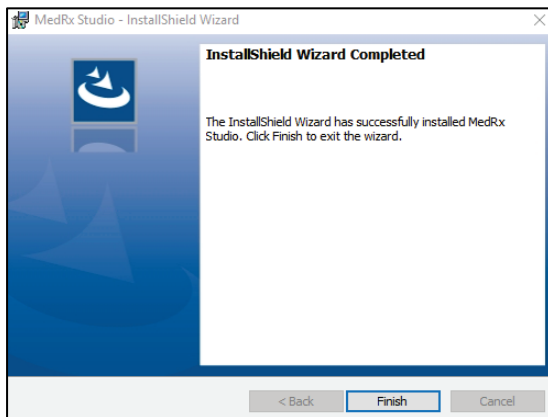 MedRx Studio - InstallShield Wizard
InstallShield Wizard Completed
The InstallShield Wizard has successfully installed MedRx
Studio. Click Finish to exit the wizard.
< Back Finish Cancel